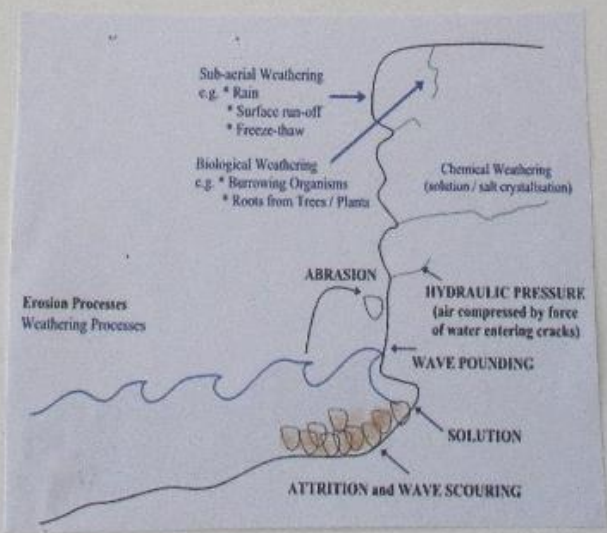 Sub-aerial Weathering
e.g. * Rain
* Surface run-off
* Freeze-thaw
Biological Weathering
e.g. * Burrowing Organisms
* Roots from Trees / Plants
Chemical Weathering
(solution / salt crystalisation)
ABRASION
HYDRAULIC PRESSURE
(air compressed by force
of water entering cracks)
Erosion Processes
Weathering Processes
WAVE POUNDING
SOLUTION
ATTRITION and WAVE SCOURING